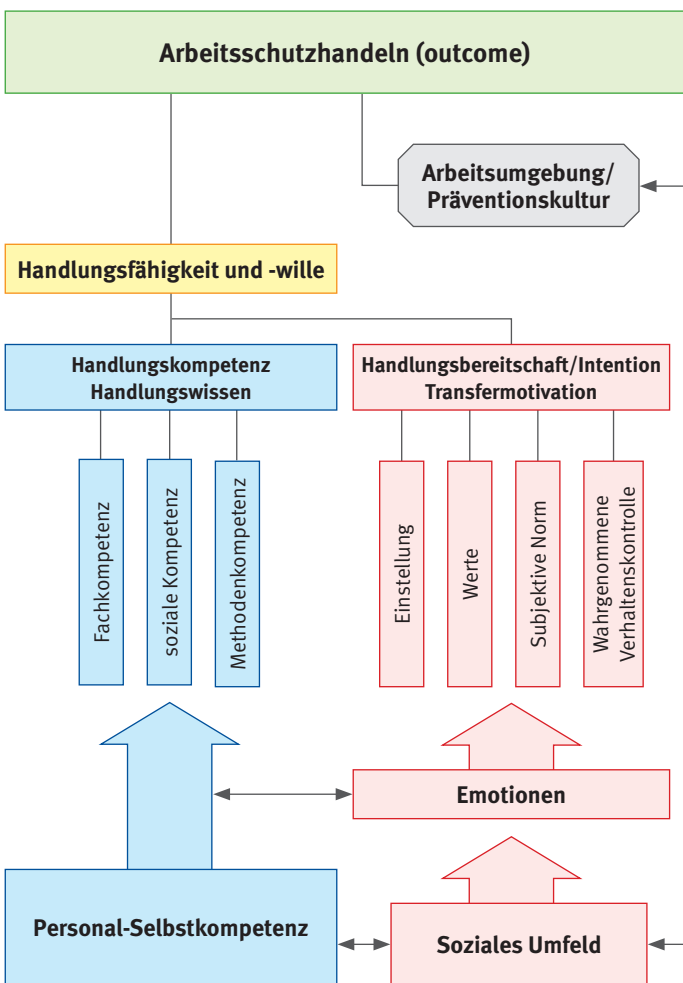 Arbeitsschutzhandeln (outcome)
Arbeitsumgebung/
Präventionskultur
Handlungsfähigkeit und -wille
Handlungskompetenz
Handlungswissen
Handlungsbereitschaft/Intention
Transfermotivation
Fachkompetenz
soziale Kompetenz
Methodenkompetenz
Einstellung
Werte
Subjektive Norm
Wahrgenommene
Verhaltenskontrolle
Emotionen
Personal-Selbstkompetenz
Soziales Umfeld